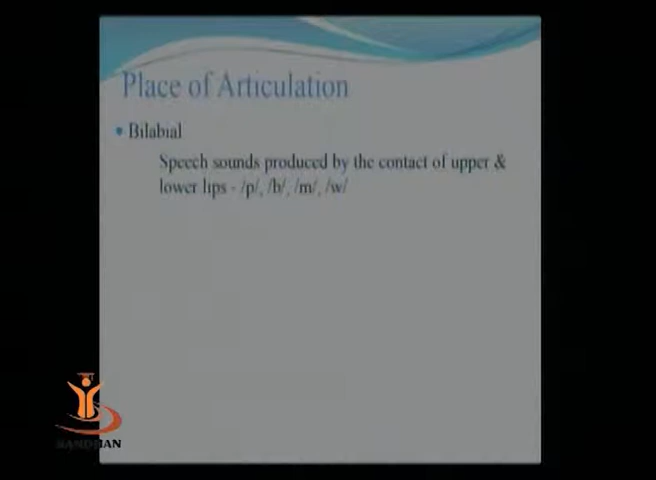 Place of Articulation
• Bilabial
Speech sounds produced by the contact of upper &
lower lips - /p/, /b/, /m/, /w/
SANDHAN